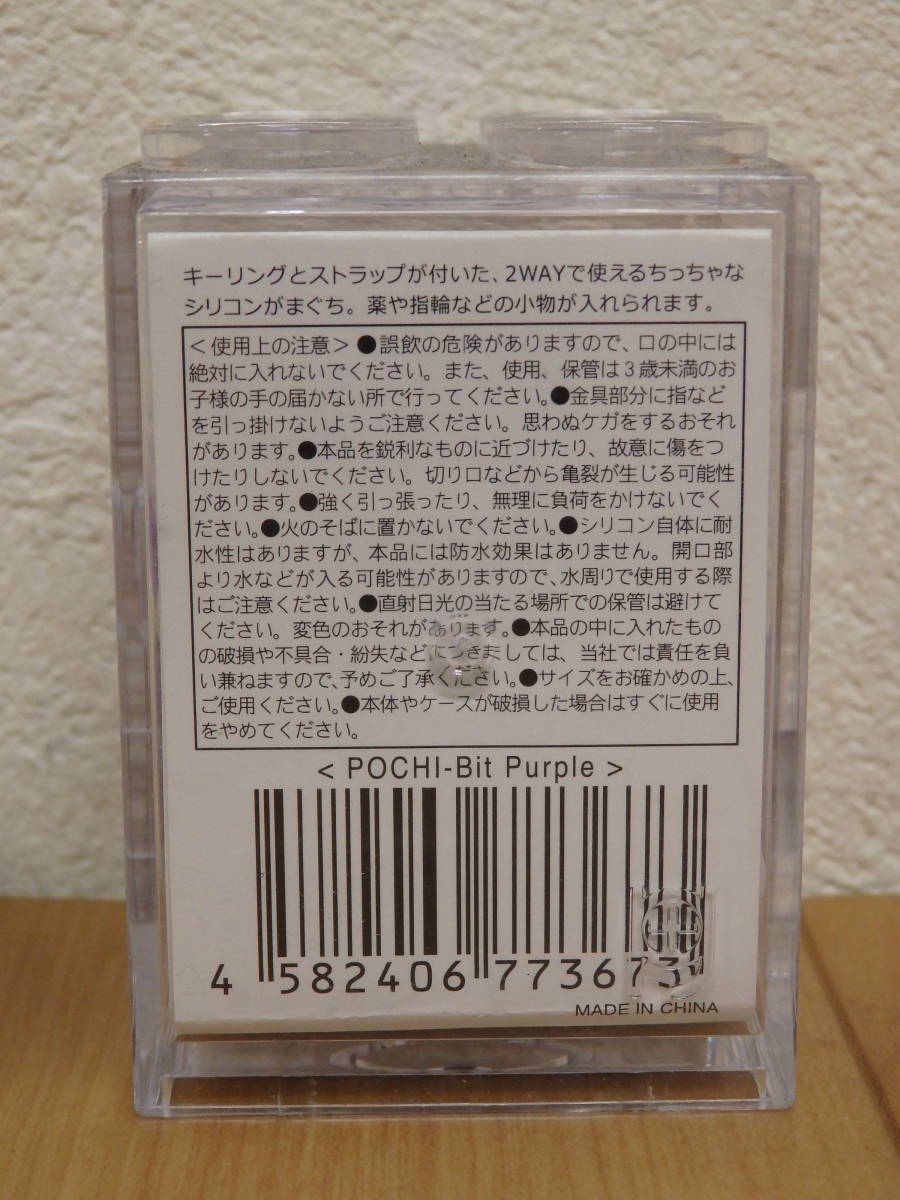 キーリングとストラップが付いた、2WAYで使えるちっちゃな
シリコンがまぐち。薬や指輪などの小物が入れられます。
＜使用上の注意＞●誤飲の危険がありますので、口の中には
絶対に入れないでください。また、使用、保管は3歳未満のお
子様の手の届かない所で行ってください。●金具部分に指など
を引っ掛けないようご注意ください。思わぬケガをするおそれ
があります。●本品を鋭利なものに近づけたり、故意に傷をつ
けたりしないでください。切り口などから亀裂が生じる可能性
があります。●強く引っ張ったり、無理に負荷をかけないでく
ださい。●火のそばに置かないでください。●シリコン自体に耐
水性はありますが、本品には防水効果はありません。開口部
より水などが入る可能性がありますので、水周りで使用する際
はご注意ください。●直射日光の当たる場所での保管は避けて
ください。変色のおそれがあります。●本品の中に入れたもの
の破損や不具合・紛失などにつきましては、当社では責任を負
い兼ねますので、予めご了承ください。●サイズをお確かめの上、
ご使用ください。●本体やケースが破損した場合はすぐに使用
をやめてください。
< POCHI-Bit Purple >
4 582406 773673
MADE IN CHINA